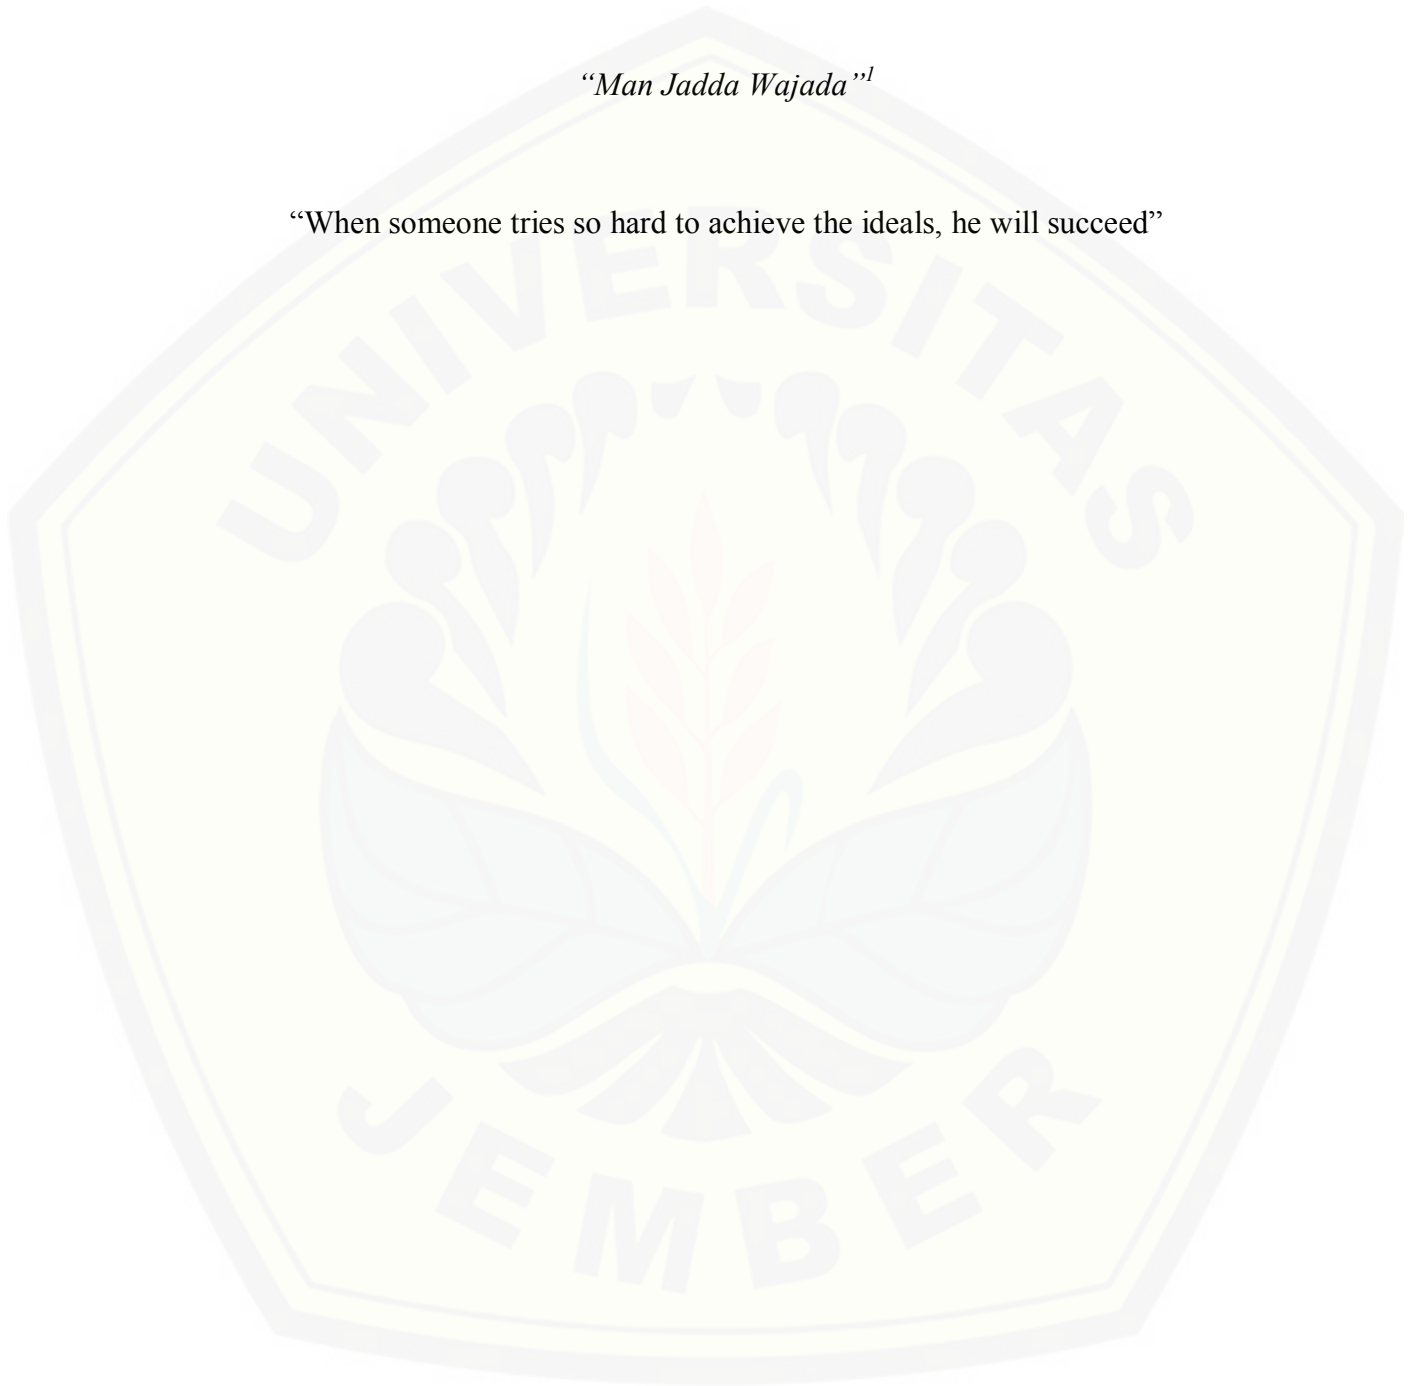 “Man Jadda Wajada”1
“When someone tries so hard to achieve the ideals, he will succeed”
UNIVERSITAS
JEMBER